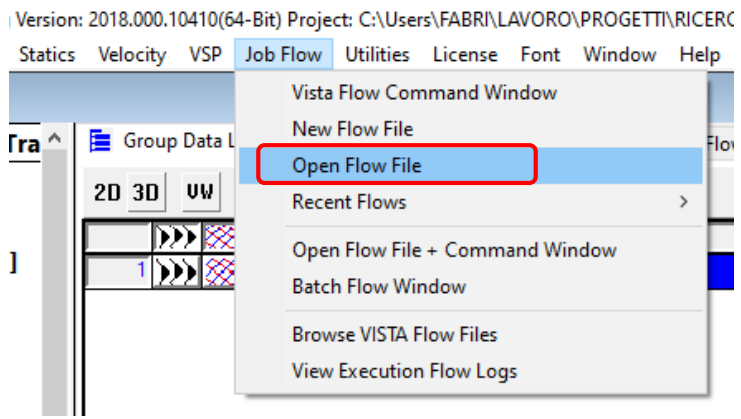 Version: 2018.000.10410(64-Bit) Project: C:\Users\FABRI\LAVORO\PROGETTI\RICERC
Statics Velocity VSP Job Flow Utilities License Font Window Help
Vista Flow Command Window
New Flow File
Tra Group Data L Flow
Open Flow File
2D 3D VW
Recent Flows
Open Flow File + Command Window
]
1
Batch Flow Window
Browse VISTA Flow Files
View Execution Flow Logs